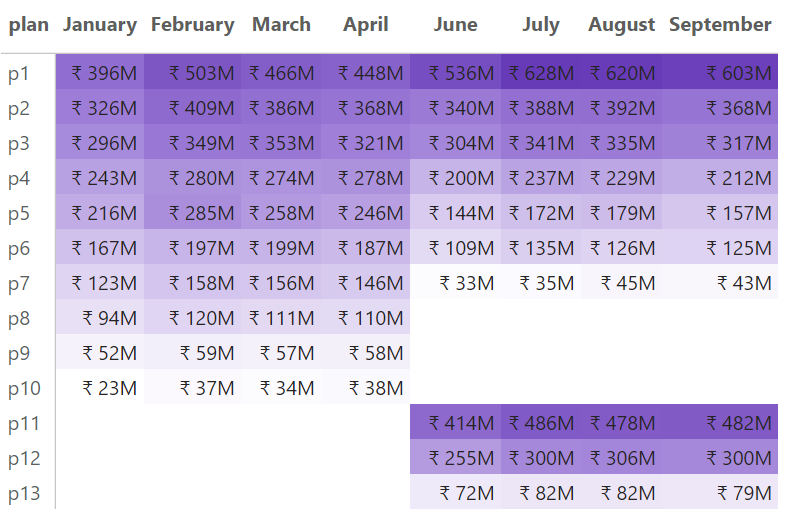 plan January February March April June July August September
p1 ₹ 396M ₹ 503M ₹ 466M ₹ 448M ₹ 536M ₹ 628M ₹ 620M ₹ 603M
p2 ₹ 326M ₹ 409M ₹ 386M ₹ 368M ₹ 340M ₹ 388M ₹ 392M ₹ 368M
p3 ₹ 296M ₹ 349M ₹ 353M ₹ 321M ₹ 304M ₹ 341M ₹ 335M ₹ 317M
p4 ₹ 243M ₹ 280M ₹ 274M ₹ 278M ₹ 200M ₹ 237M ₹ 229M ₹ 212M
p5 ₹ 216M ₹ 285M ₹ 258M ₹ 246M ₹ 144M ₹ 172M ₹ 179M ₹ 157M
p6 ₹ 167M ₹ 197M ₹ 199M ₹ 187M ₹ 109M ₹ 135M ₹ 126M ₹ 125M
p7 ₹ 123M ₹ 158M ₹ 156M ₹ 146M ₹ 33M ₹ 35M ₹ 45M ₹ 43M
p8 ₹ 94M ₹ 120M ₹ 111M ₹ 110M
p9 ₹ 52M ₹ 59M ₹ 57M ₹ 58M
p10 ₹ 23M ₹ 37M ₹ 34M ₹ 38M
p11 ₹ 414M ₹ 486M ₹ 478M ₹ 482M
p12 ₹ 255M ₹ 300M ₹ 306M ₹ 300M
p13 ₹ 72M ₹ 82M ₹ 82M ₹ 79M